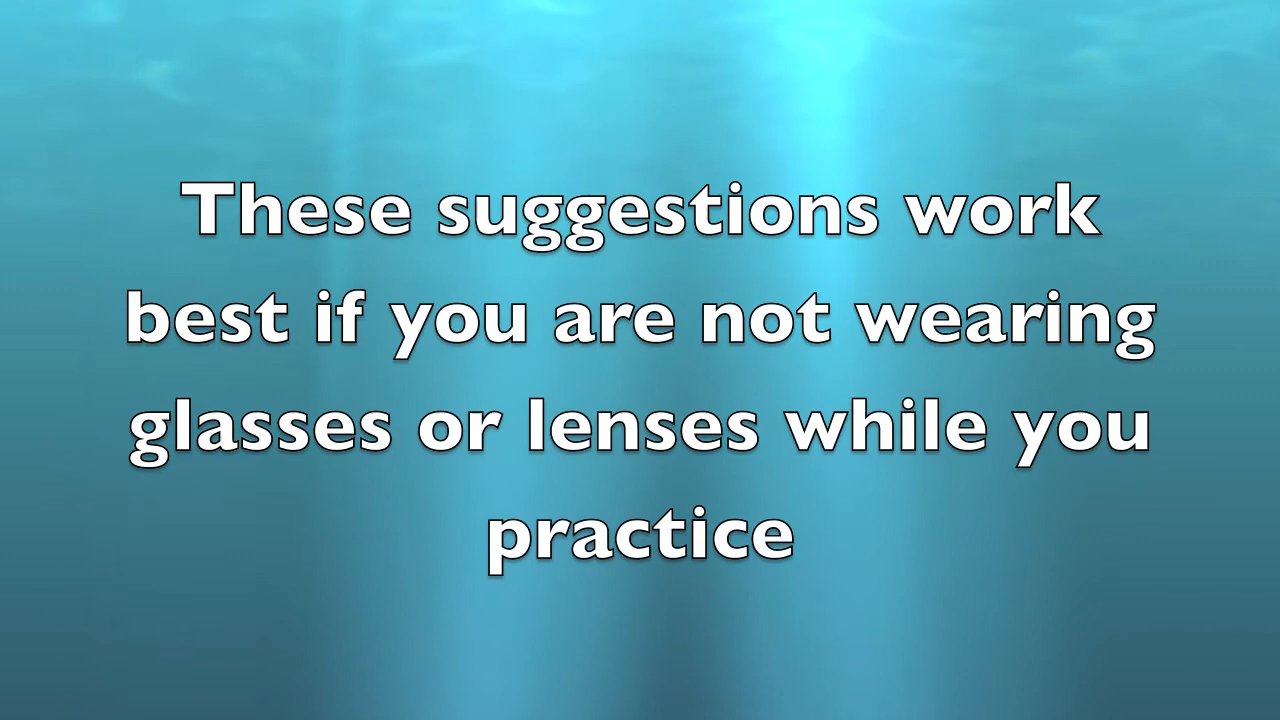 These suggestions work
best if you are not wearing
glasses or lenses while you
practice